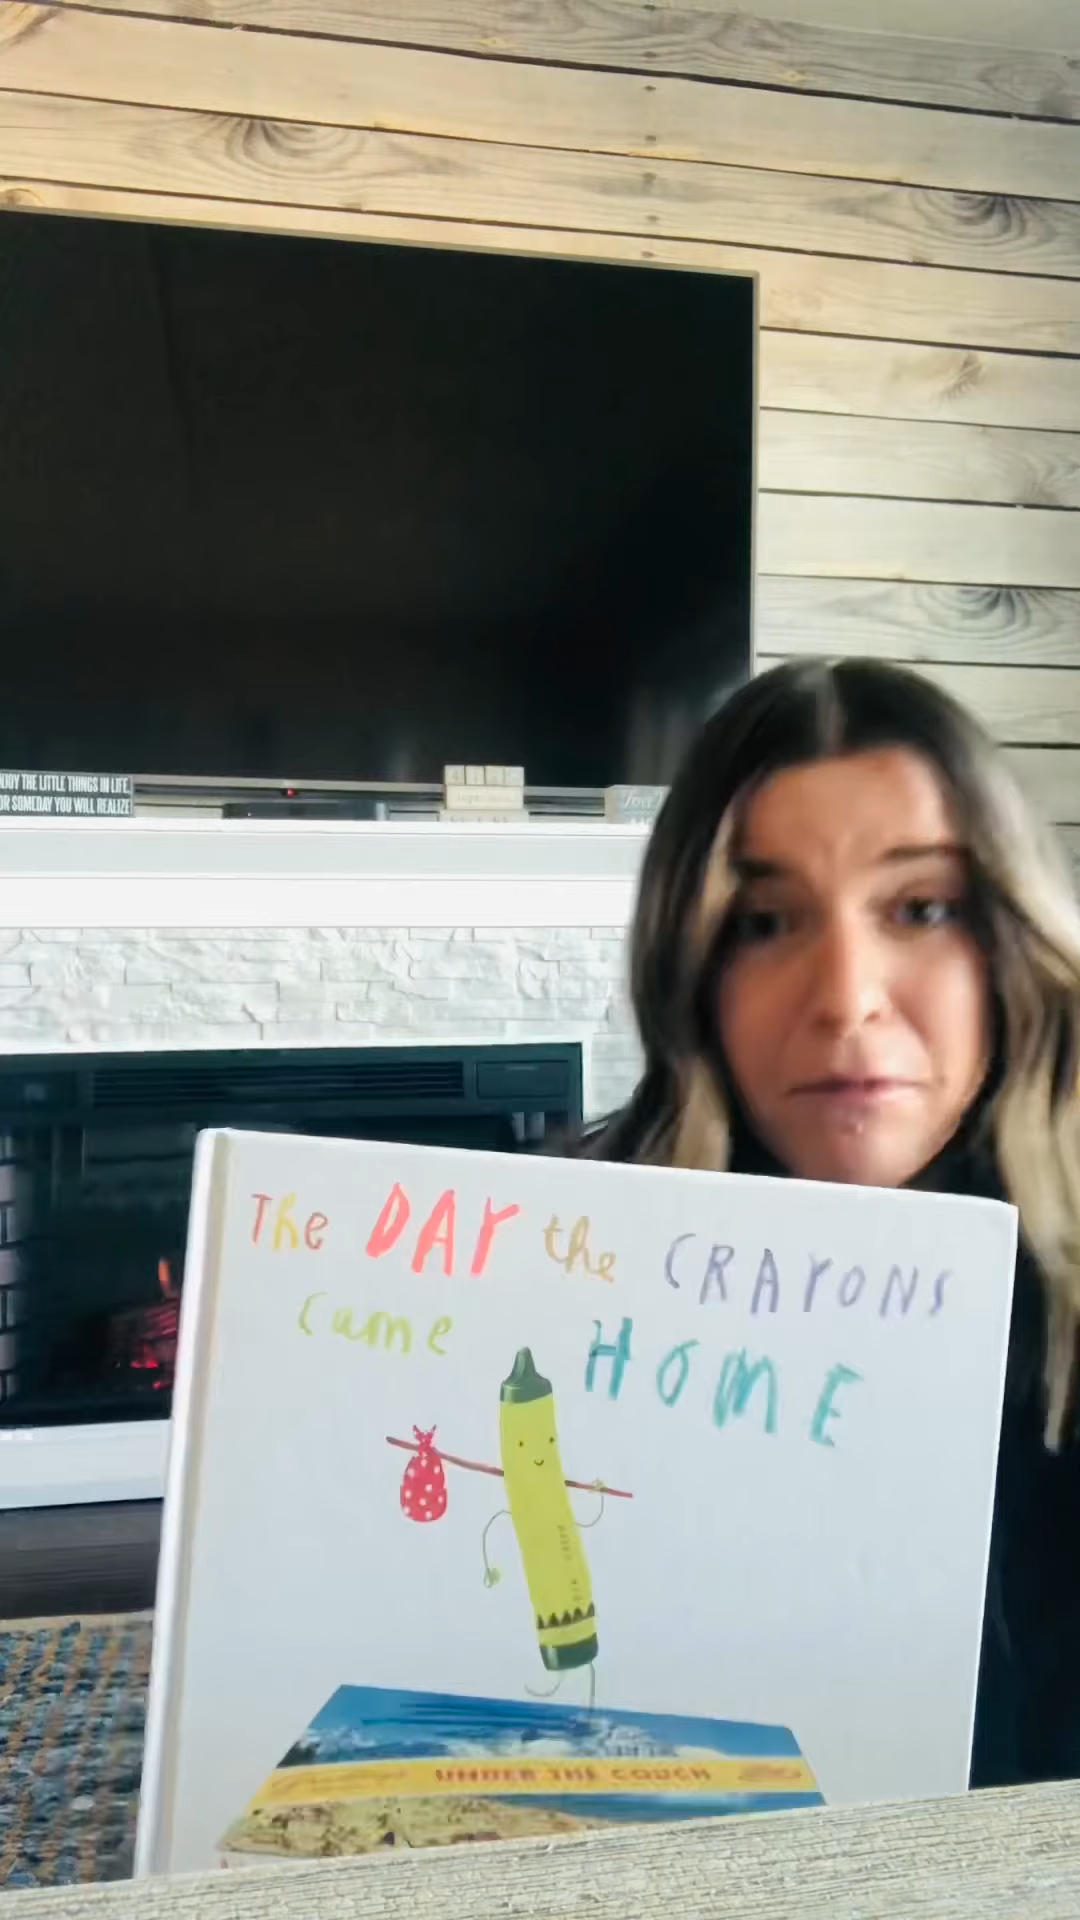 ENJOY THE LITTLE THINGS IN LIFE,
FOR SOMEDAY YOU WILL REALIZE
The DAY the CRAYONS
came HOME
UNDER THE COUCH